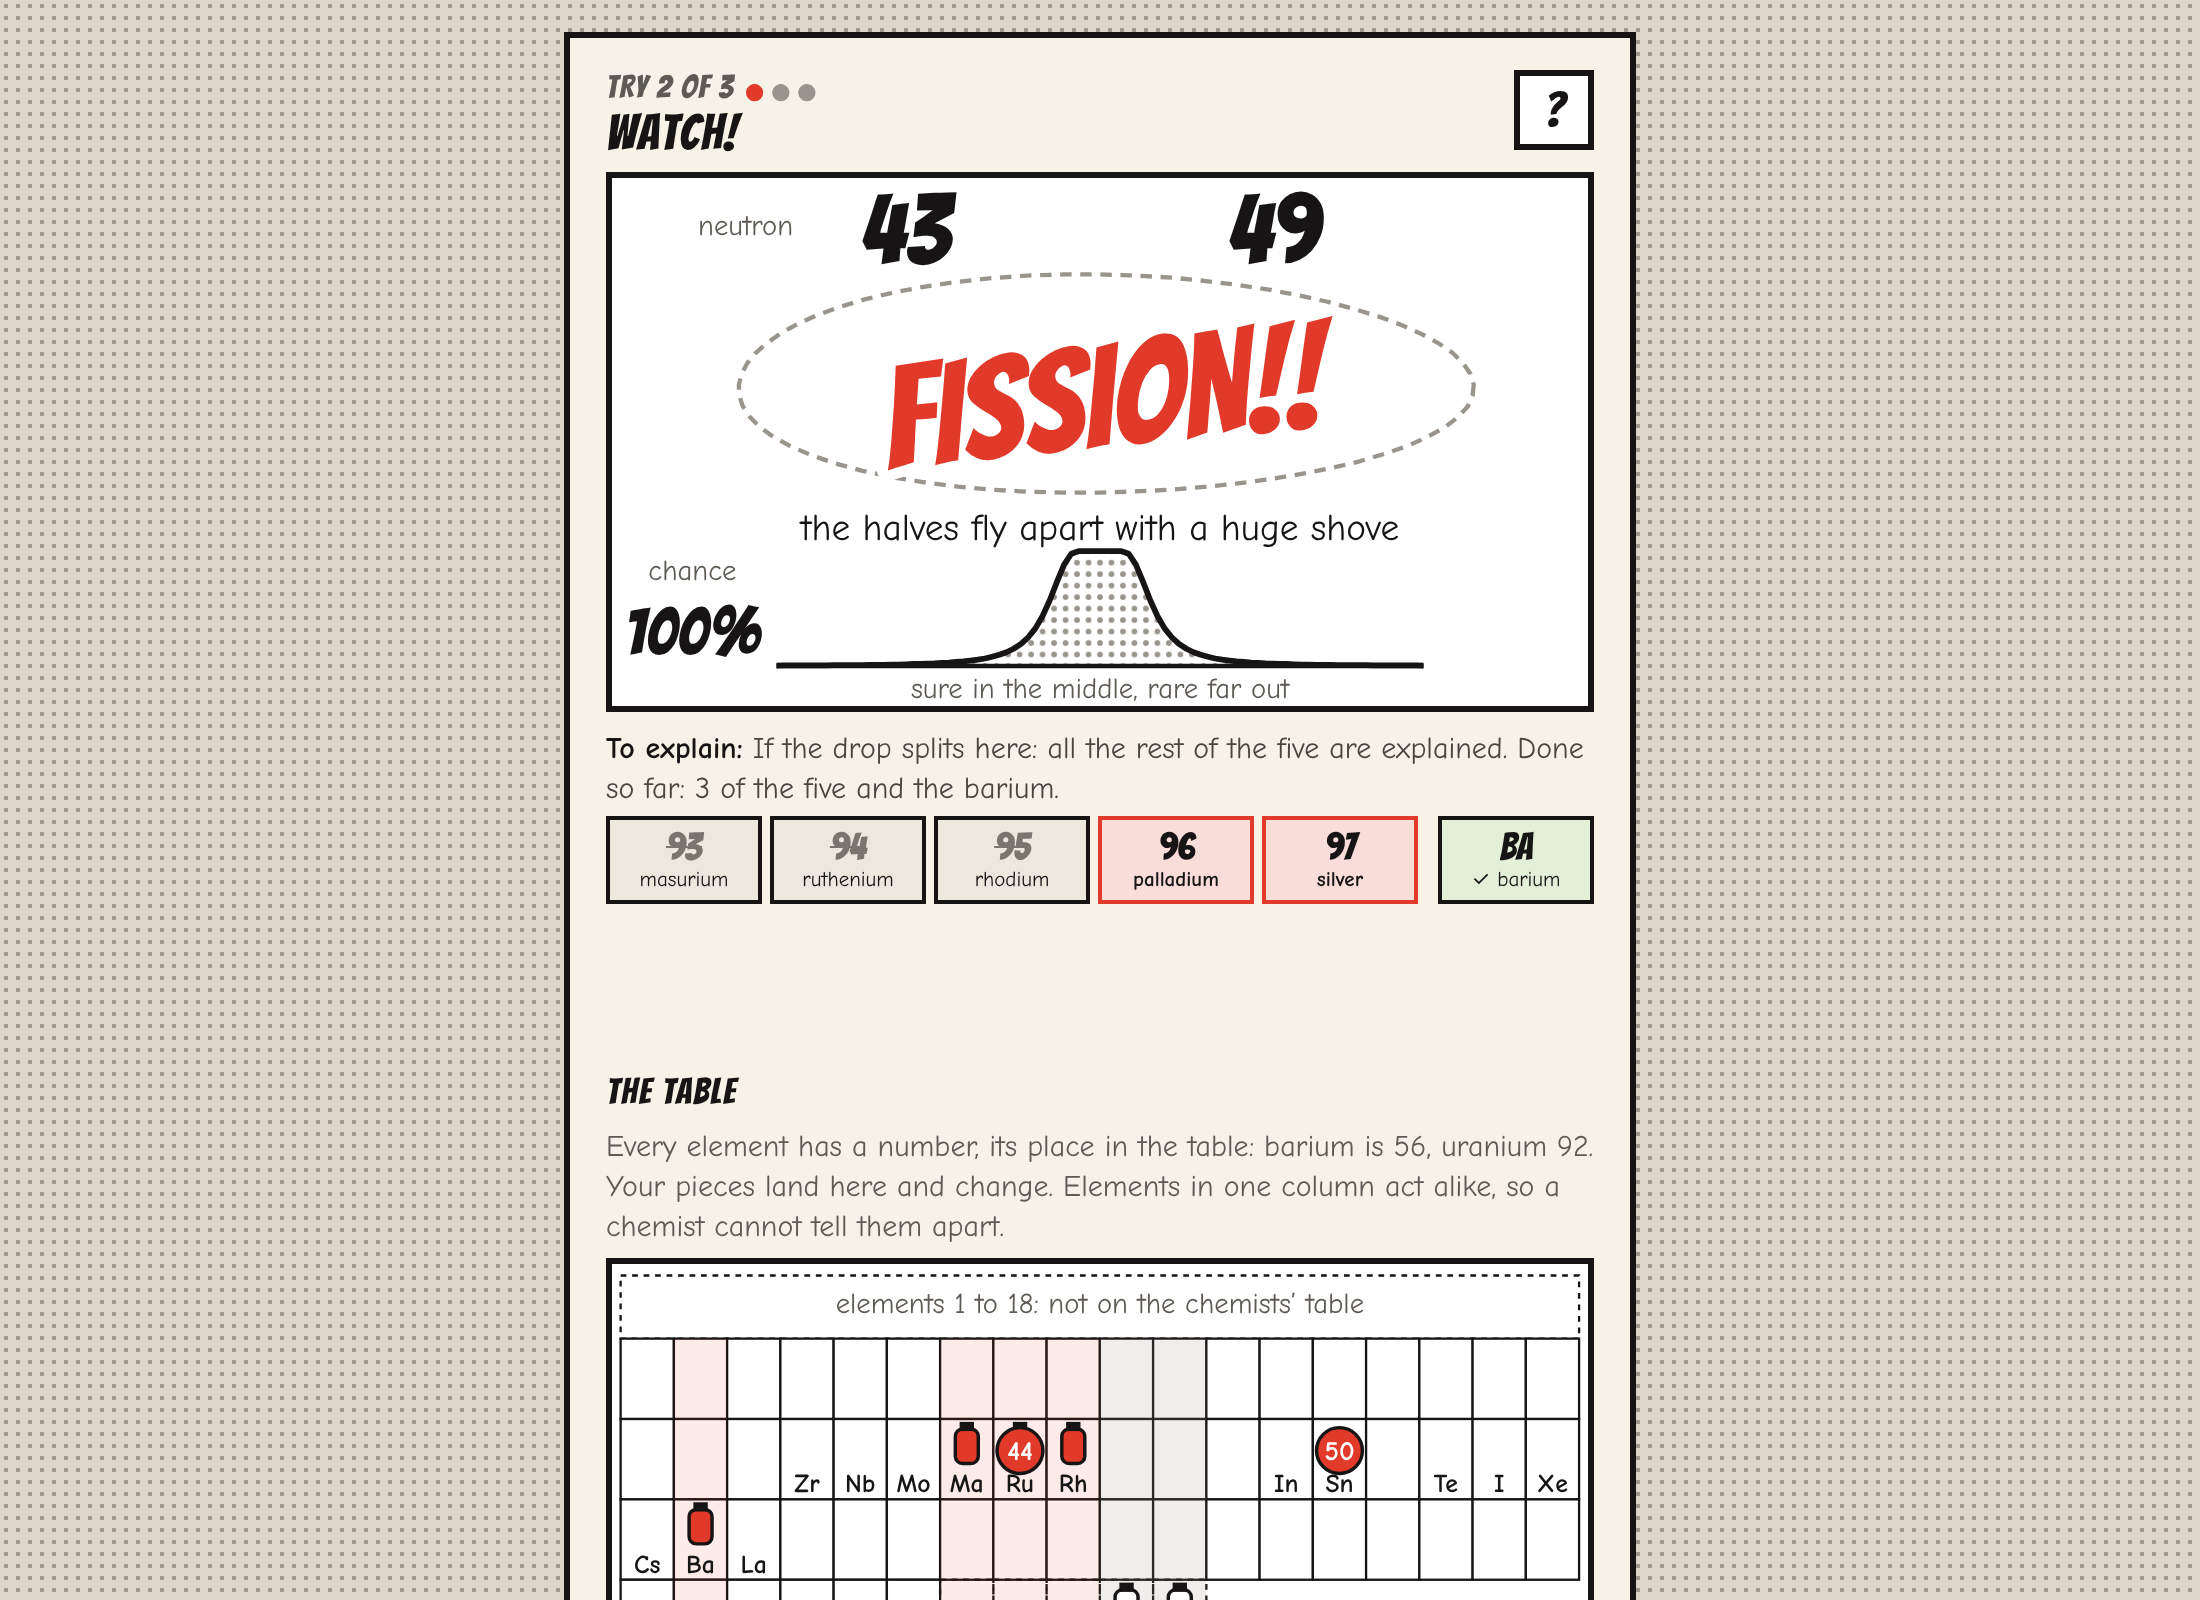 TRY 2 OF 3
WATCH!
?
neutron 43 49
FISSION!!
the halves fly apart with a huge shove
chance
100%
sure in the middle, rare far out
To explain: If the drop splits here: all the rest of the five are explained. Done
so far: 3 of the five and the barium.
93 94 95 96 97 BA
masurium ruthenium rhodium palladium silver ✓ barium
THE TABLE
Every element has a number, its place in the table: barium is 56, uranium 92.
Your pieces land here and change. Elements in one column act alike, so a
chemist cannot tell them apart.
elements 1 to 18: not on the chemists’ table
44 50
Zr Nb Mo Ma Ru Rh In Sn Te I Xe
Cs Ba La